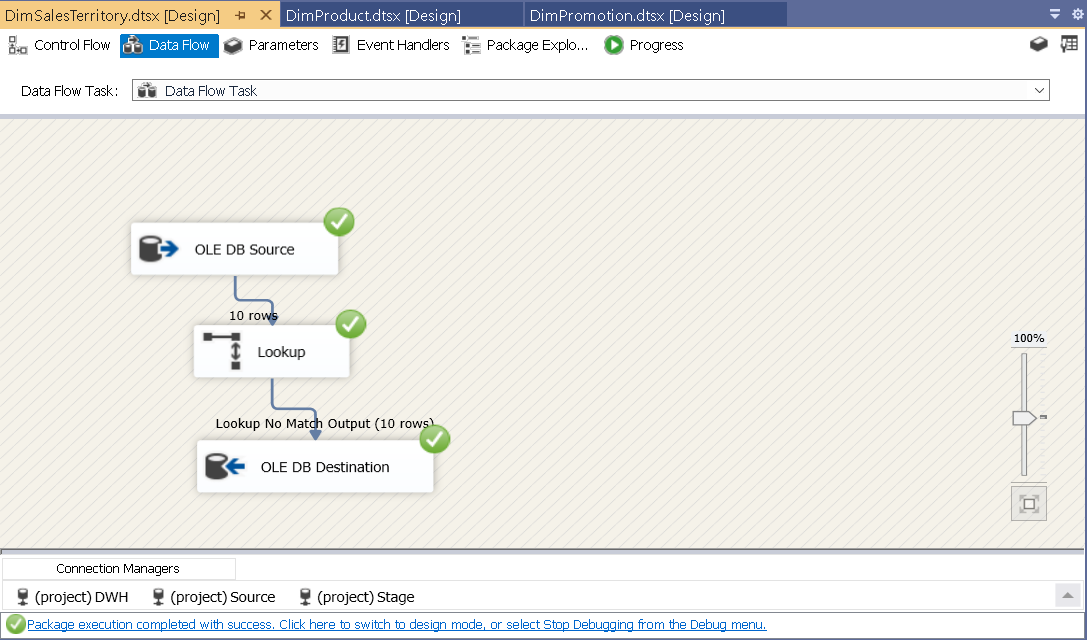 DimSalesTerritory.dtsx [Design] DimProduct.dtsx [Design] DimPromotion.dtsx [Design]
Control Flow Data Flow Parameters Event Handlers Package Explo... Progress
Data Flow Task: Data Flow Task
OLE DB Source
10 rows
Lookup
100%
Lookup No Match Output (10 rows)
OLE DB Destination
Connection Managers
(project) DWH (project) Source (project) Stage
Package execution completed with success. Click here to switch to design mode, or select Stop Debugging from the Debug menu.